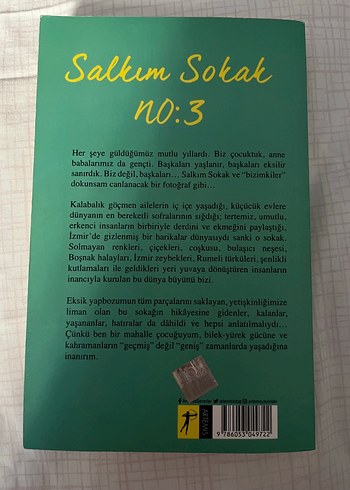 Salkım Sokak
NO:3
Her şeye güldüğümüz mutlu yıllardı. Biz çocuktuk, anne
babalarımız da gençti. Başkaları yaşlanır, başkaları eksilir
sanırdık. Biz değil, başkaları... Salkım Sokak ve “bizimkiler”
dokunsam canlanacak bir fotoğraf gibi...
Kalabalık göçmen ailelerin iç içe yaşadığı, küçücük evlere
dünyanın en bereketli sofralarının sığdığı; tertemiz, umutlu,
erkenci insanların birbiriyle derdini ve ekmeğini paylaştığı,
İzmir’de gizlenmiş bir harikalar dünyasıydı sanki o sokak.
Solmayan renkleri, çiçekleri, coşkusu, bulaşıcı neşesi,
Boşnak halayları, İzmir zeybekleri, Rumeli türküleri, şenlikli
kutlamaları ile geldikleri yeri yuvaya dönüştüren insanların
inancıyla kurulan bu dünya büyünü bizi.
Eksik yapbozumun tüm parçalarını saklayan, yetişkinliğimize
liman olan bu sokağın hikâyesine gidenler, kalanlar,
yaşananlar, hatıralar da dâhildi ve hepsi anlatılmalıydı...
Çünkü ben bir mahalle çocuğuyum, bilek-yürek gücüne ve
kahramanların “geçmiş” değil “geniş” zamanlarda yaşadığına
inanırım.
ARTEMİS
9 786053 049722